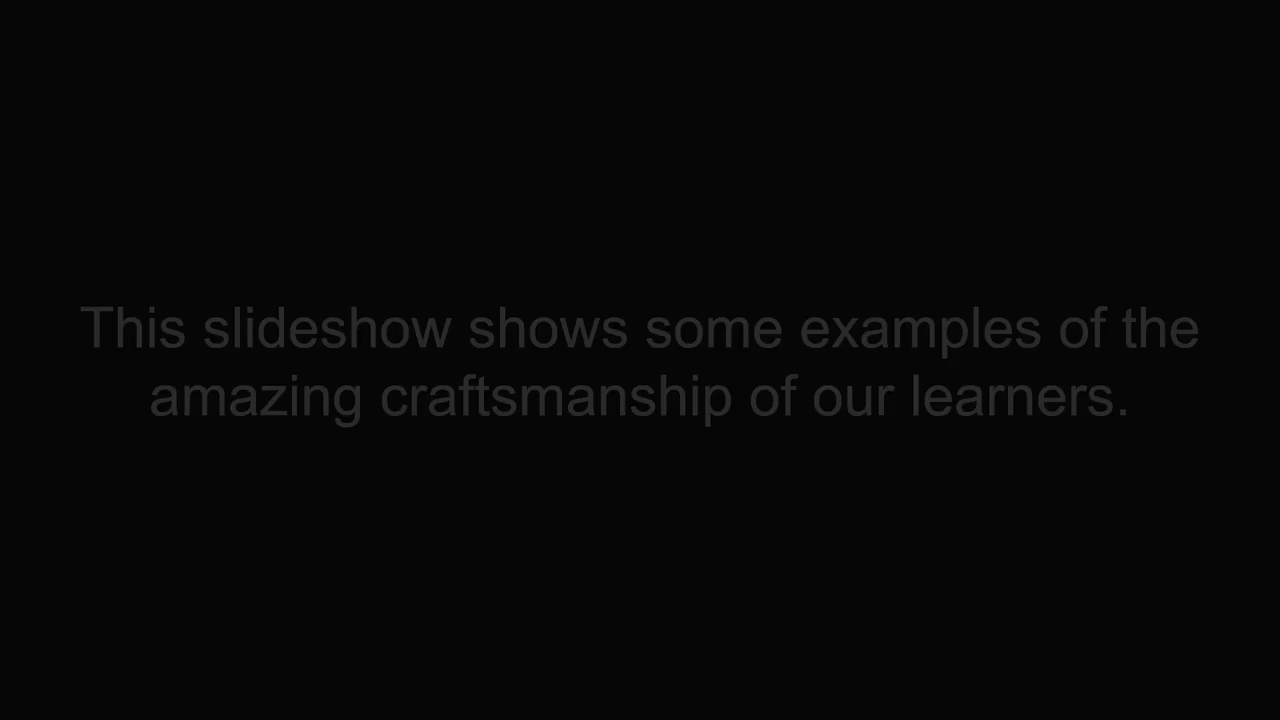 This slideshow shows some examples of the
amazing craftsmanship of our learners.